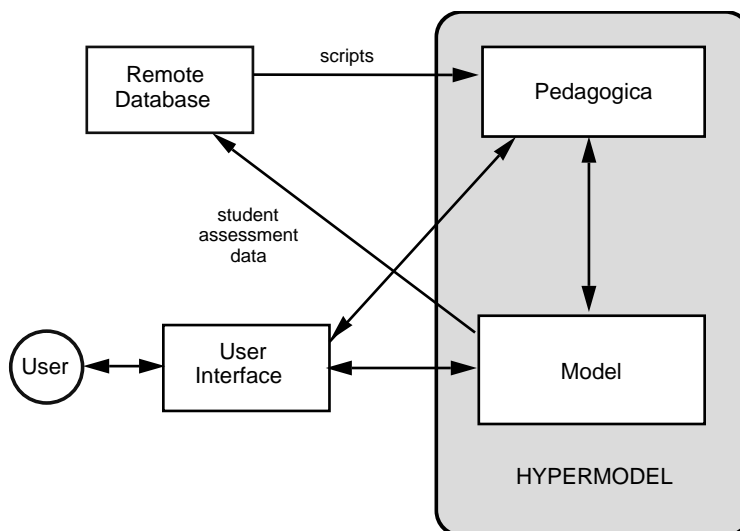 Remote
Database
scripts
Pedagogica
student
assessment
data
User
User
Interface
Model
HYPERMODEL